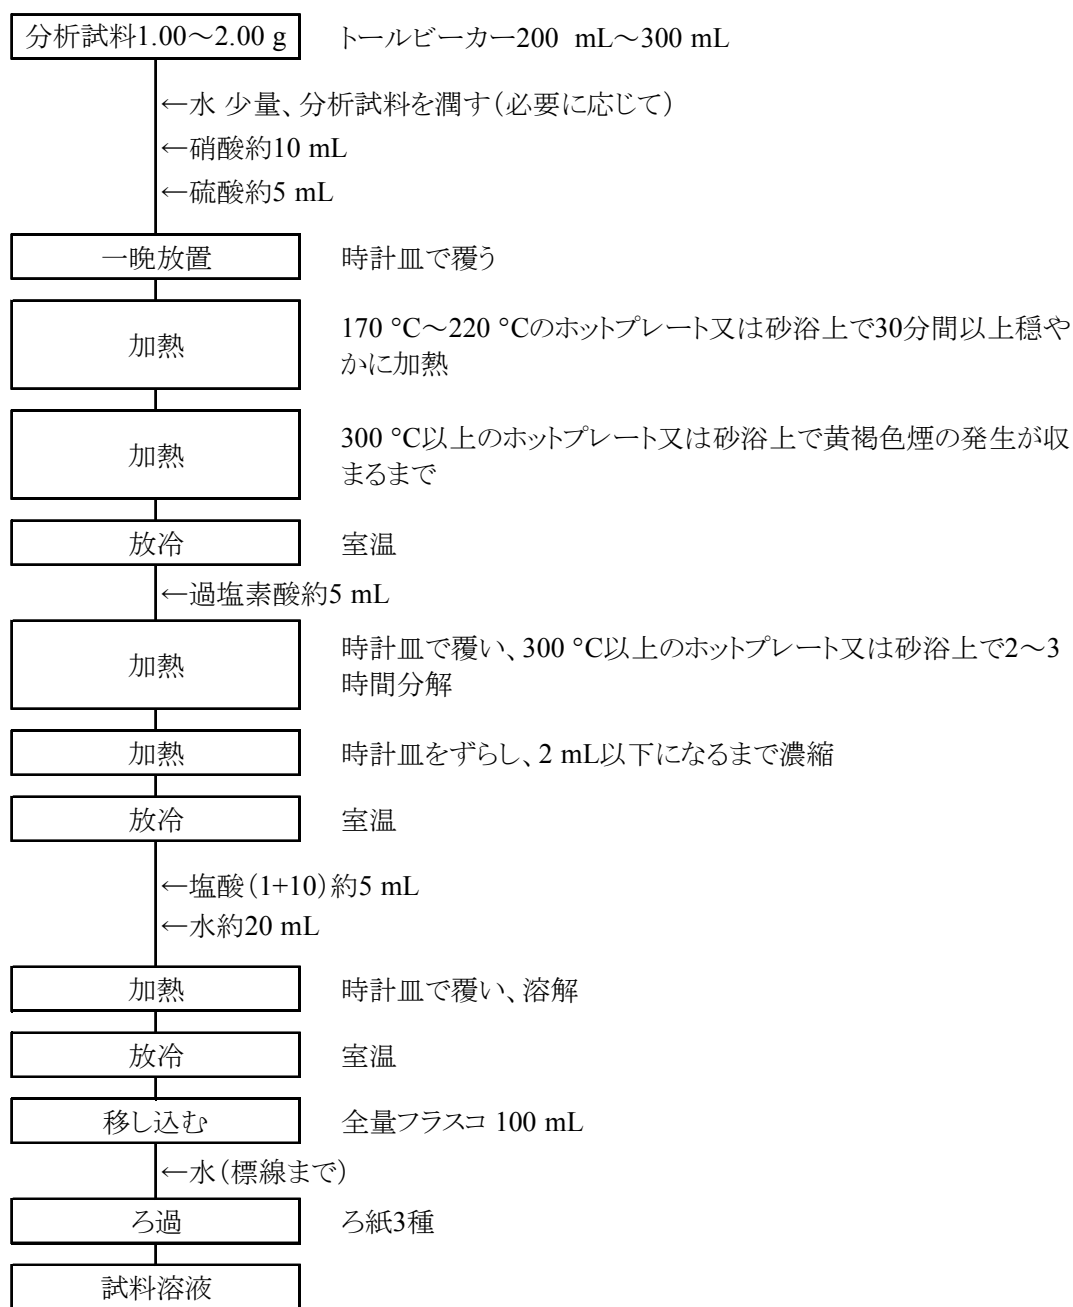 分析試料1.00～2.00 g
トールビーカー200 mL～300 mL
←水 少量、分析試料を潤す（必要に応じて）
←硝酸約10 mL
←硫酸約5 mL
一晩放置
時計皿で覆う
加熱
170 °C～220 °Cのホットプレート又は砂浴上で30分間以上穏や
かに加熱
加熱
300 °C以上のホットプレート又は砂浴上で黄褐色煙の発生が収
まるまで
放冷
室温
←過塩素酸約5 mL
加熱
時計皿で覆い、300 °C以上のホットプレート又は砂浴上で2～3
時間分解
加熱
時計皿をずらし、2 mL以下になるまで濃縮
放冷
室温
←塩酸（1+10）約5 mL
←水約20 mL
加熱
時計皿で覆い、溶解
放冷
室温
移し込む
全量フラスコ 100 mL
←水（標線まで）
ろ過
ろ紙3種
試料溶液